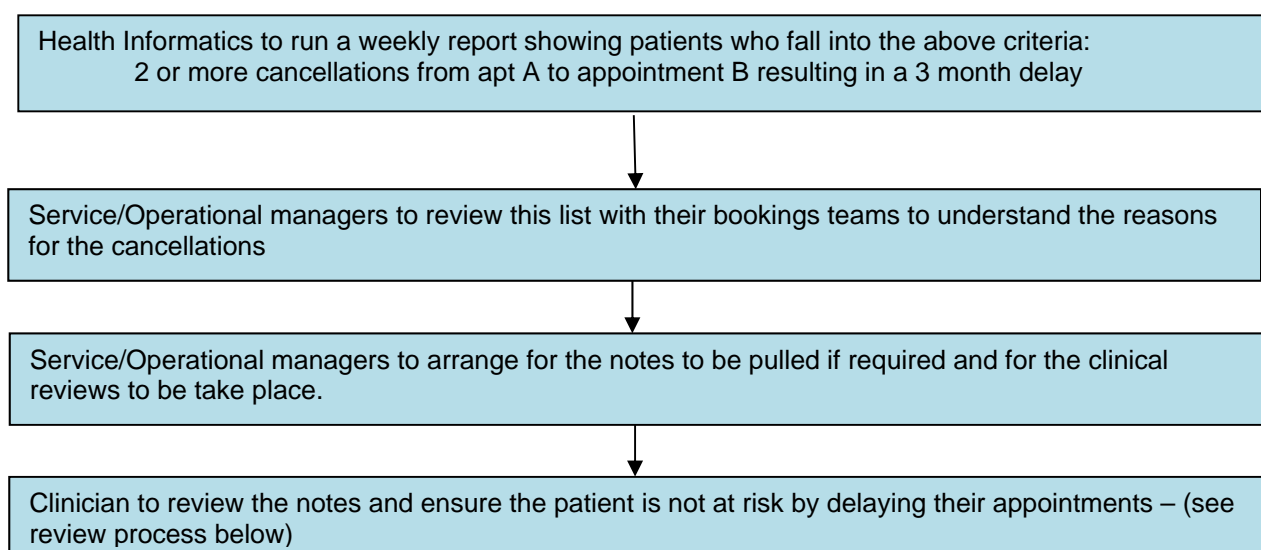 Health Informatics to run a weekly report showing patients who fall into the above criteria:
2 or more cancellations from apt A to appointment B resulting in a 3 month delay
Service/Operational managers to review this list with their bookings teams to understand the reasons
for the cancellations
Service/Operational managers to arrange for the notes to be pulled if required and for the clinical
reviews to be take place.
Clinician to review the notes and ensure the patient is not at risk by delaying their appointments – (see
review process below)